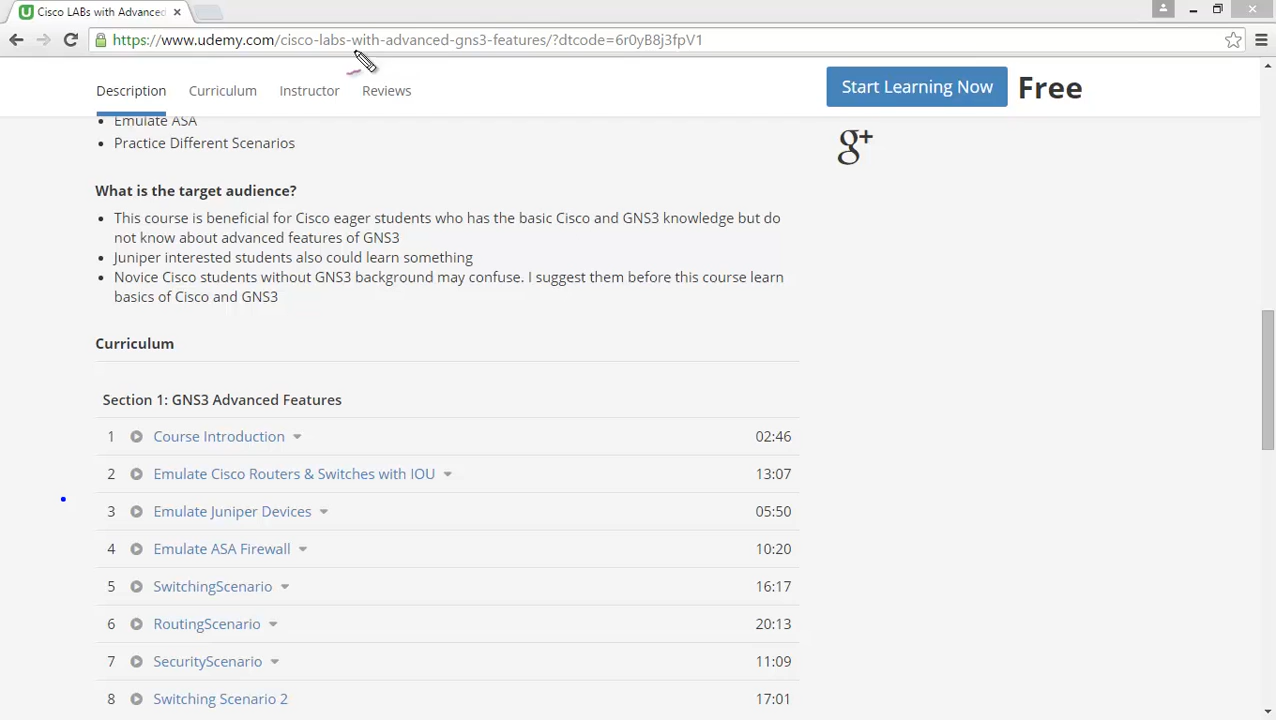 Cisco LABs with Advanced
https://www.udemy.com/cisco-labs-with-advanced-gns3-features/?dtcode=6r0yB8j3fpV1
Description Curriculum Instructor Reviews Start Learning Now Free
Emulate ASA
Practice Different Scenarios
g+
What is the target audience?
This course is beneficial for Cisco eager students who has the basic Cisco and GNS3 knowledge but do
not know about advanced features of GNS3
Juniper interested students also could learn something
Novice Cisco students without GNS3 background may confuse. I suggest them before this course learn
basics of Cisco and GNS3
Curriculum
Section 1: GNS3 Advanced Features
1 Course Introduction 02:46
2 Emulate Cisco Routers & Switches with IOU 13:07
3 Emulate Juniper Devices 05:50
4 Emulate ASA Firewall 10:20
5 SwitchingScenario 16:17
6 RoutingScenario 20:13
7 SecurityScenario 11:09
8 Switching Scenario 2 17:01